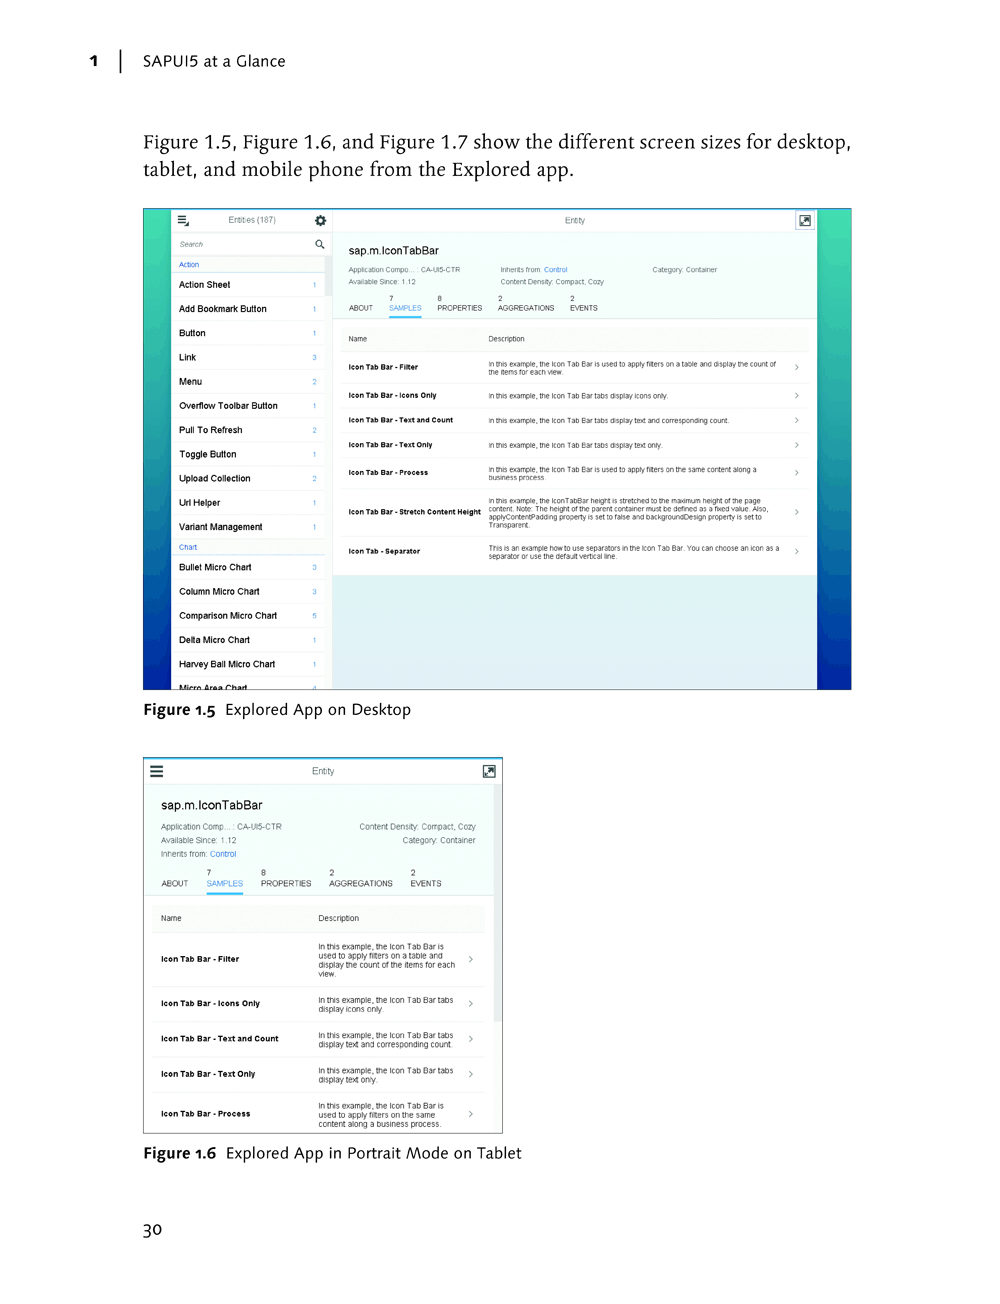 1 SAPUI5 at a Glance
Figure 1.5, Figure 1.6, and Figure 1.7 show the different screen sizes for desktop,
tablet, and mobile phone from the Explored app.
Entities (187)
Search
Action
Action Sheet 1
Add Bookmark Button 1
Button 1
Link 3
Menu 2
Overflow Toolbar Button 1
Pull To Refresh 2
Toggle Button 1
Upload Collection 2
Url Helper 1
Variant Management 1
Chart
Bullet Micro Chart 3
Column Micro Chart 3
Comparison Micro Chart 5
Delta Micro Chart 1
Harvey Ball Micro Chart 1
Micro Area Chart 4
Entity
sap.m.IconTabBar
Application Compo... : CA-UI5-CTR Inherits from: Control Category: Container
Available Since: 1.12 Content Density: Compact, Cozy
7 8 2 2
ABOUT SAMPLES PROPERTIES AGGREGATIONS EVENTS
Name Description
Icon Tab Bar - Filter In this example, the Icon Tab Bar is used to apply filters on a table and display the count of
the items for each view.
Icon Tab Bar - Icons Only In this example, the Icon Tab Bar tabs display icons only.
Icon Tab Bar - Text and Count In this example, the Icon Tab Bar tabs display text and corresponding count.
Icon Tab Bar - Text Only In this example, the Icon Tab Bar tabs display text only.
Icon Tab Bar - Process In this example, the Icon Tab Bar is used to apply filters on the same content along a
business process.
Icon Tab Bar - Stretch Content Height In this example, the IconTabBar height is stretched to the maximum height of the page
content. Note: The height of the parent container must be defined as a fixed value. Also,
applyContentPadding property is set to false and backgroundDesign property is set to
Transparent.
Icon Tab - Separator This is an example how to use separators in the Icon Tab Bar. You can choose an icon as a
separator or use the default vertical line.
Figure 1.5 Explored App on Desktop
Entity
sap.m.IconTabBar
Application Comp... : CA-UI5-CTR Content Density: Compact, Cozy
Available Since: 1.12 Category: Container
Inherits from: Control
7 8 2 2
ABOUT SAMPLES PROPERTIES AGGREGATIONS EVENTS
Name Description
Icon Tab Bar - Filter In this example, the Icon Tab Bar is
used to apply filters on a table and
display the count of the items for each
view.
Icon Tab Bar - Icons Only In this example, the Icon Tab Bar tabs
display icons only.
Icon Tab Bar - Text and Count In this example, the Icon Tab Bar tabs
display text and corresponding count.
Icon Tab Bar - Text Only In this example, the Icon Tab Bar tabs
display text only.
Icon Tab Bar - Process In this example, the Icon Tab Bar is
used to apply filters on the same
content along a business process.
Figure 1.6 Explored App in Portrait Mode on Tablet
30